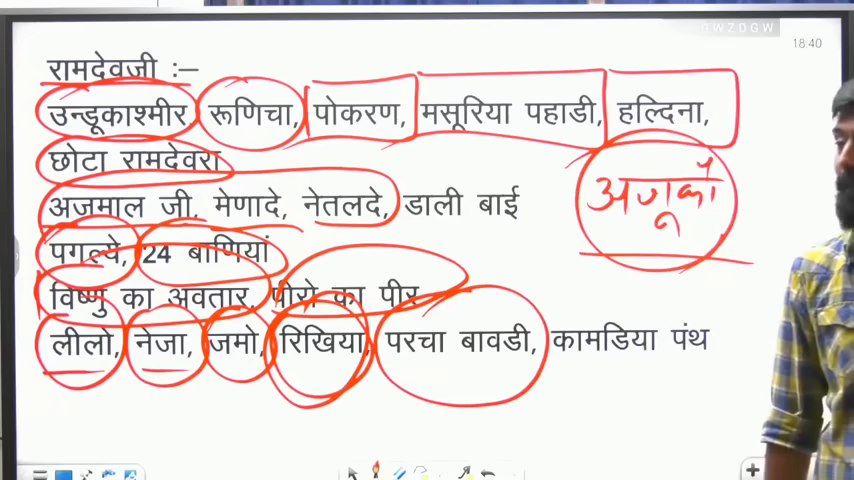 18:40
रामदेवजी :–
उन्डूकाश्मीर, रूणिचा, पोकरण, मसूरिया पहाडी, हल्दिना,
छोटा रामदेवरा
अजमाल जी, मेणादे, नेतलदे, डाली बाई
पगल्ये, 24 बाणियां
विष्णु का अवतार, पीरो का पीर
लीलो, नेजा, जमो, रिखिया, परचा बावडी, कामडिया पंथ